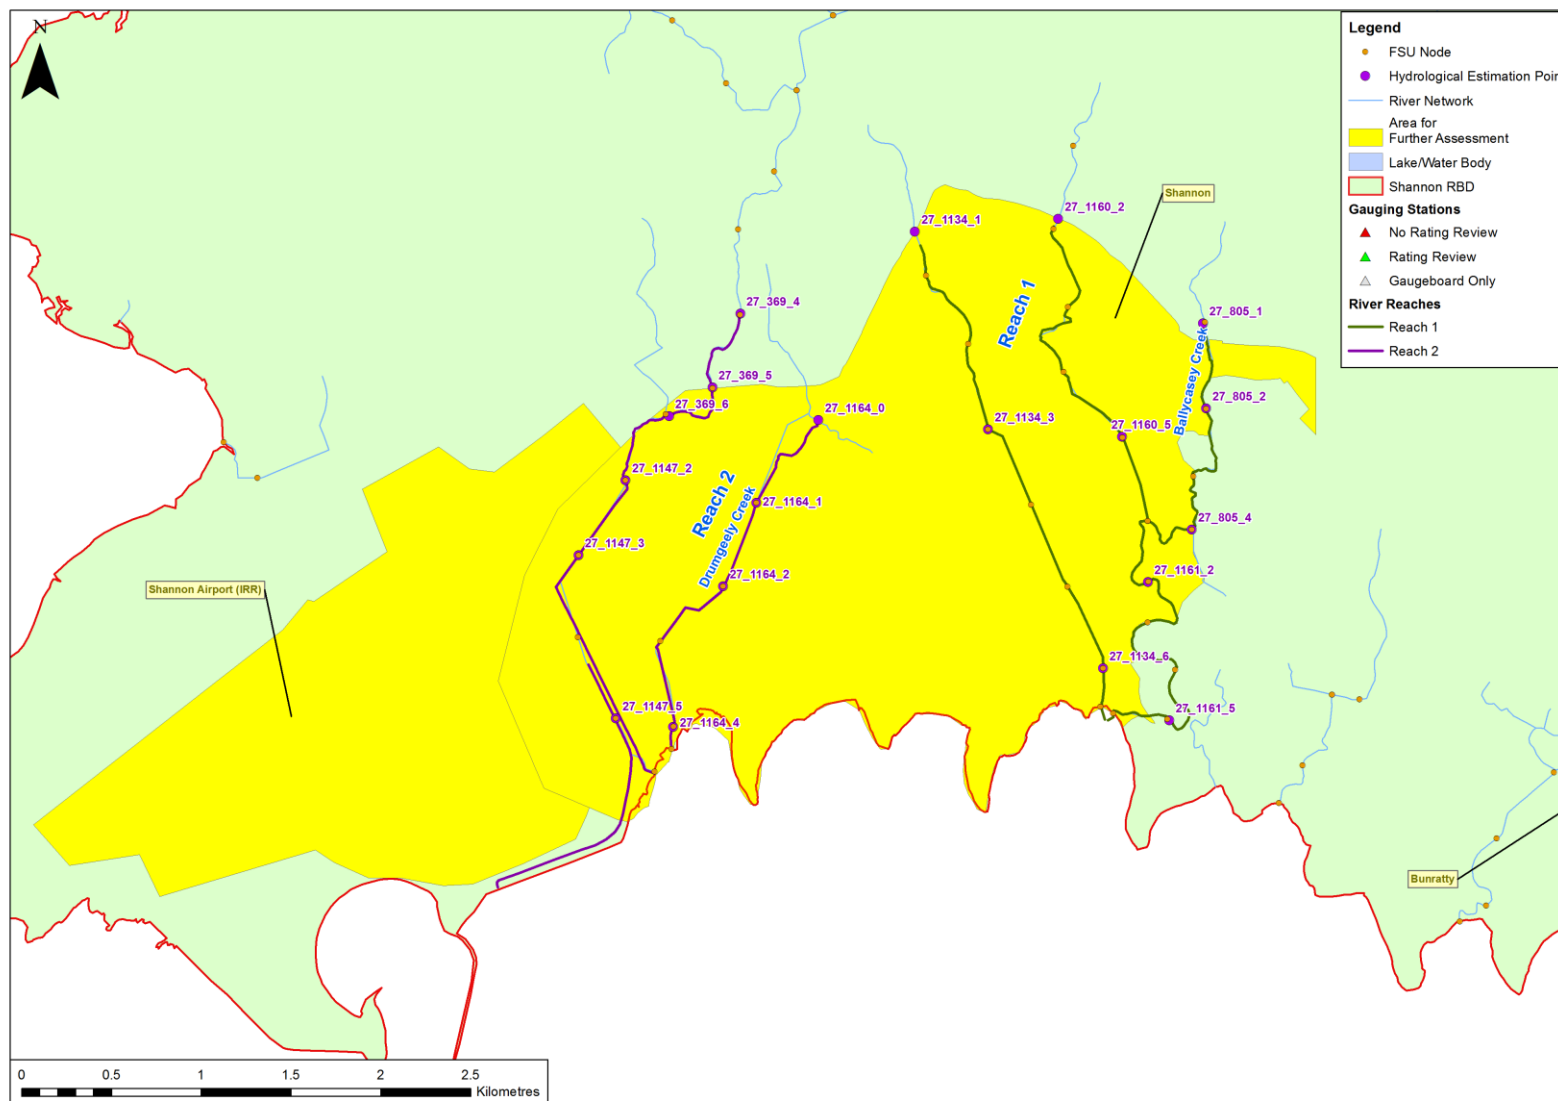 N
Legend
FSU Node
Hydrological Estimation Poin
River Network
Area for
Further Assessment
Lake/Water Body
Shannon RBD
Gauging Stations
No Rating Review
Rating Review
Gaugeboard Only
River Reaches
Reach 1
Reach 2
Shannon
27_1160_2
27_1134_1
27_369_4
27_805_1
Reach 1
Ballycasey Creek
27_369_5
27_369_6
27_1164_0
27_805_2
27_1134_3
27_1160_5
27_1147_2
Reach 2
Drumgeely Creek
27_1164_1
27_805_4
27_1147_3
27_1164_2
27_1161_2
Shannon Airport (IRR)
27_1134_6
27_1147_5
27_1164_4
27_1161_5
Bunratty
0 0.5 1 1.5 2 2.5
Kilometres